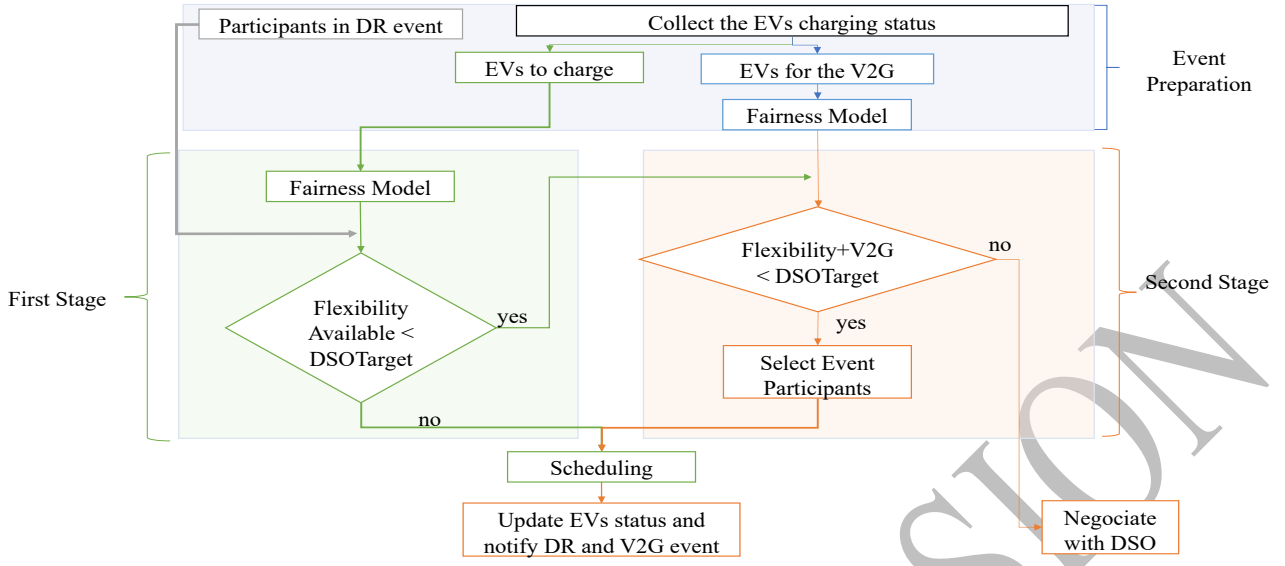 Participants in DR event
Collect the EVs charging status
EVs to charge
EVs for the V2G
Event
Preparation
Fairness Model
Fairness Model
First Stage
Flexibility
Available <
DSOTarget
yes
no
Flexibility+V2G
< DSOTarget
no
yes
Second Stage
Select Event
Participants
Scheduling
Update EVs status and
notify DR and V2G event
Negociate
with DSO
SION